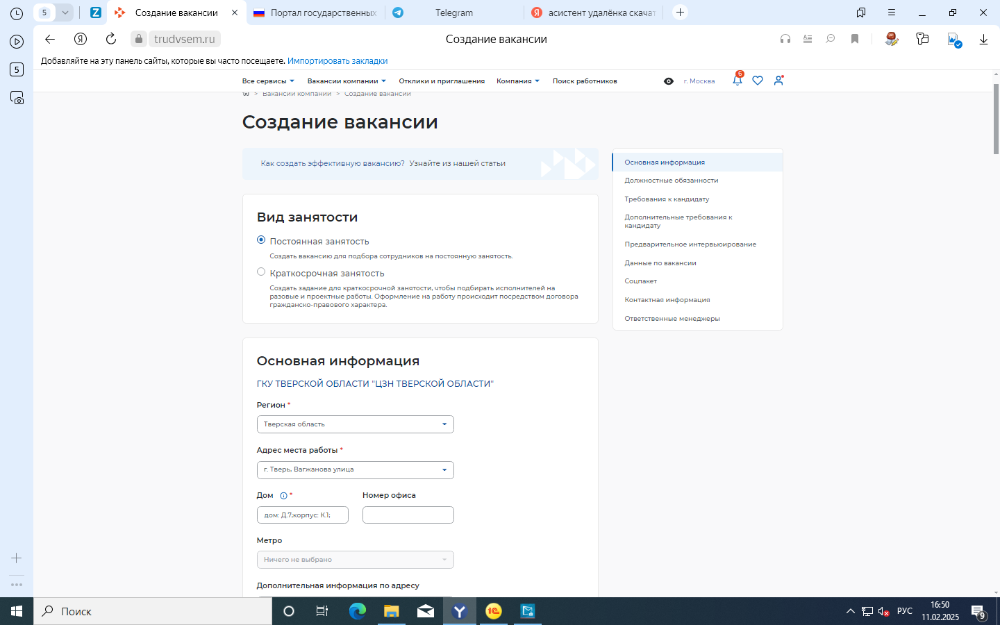 5
Создание вакансии
Портал государственных
Telegram
асистент удалёнка скачат
trudvsem.ru
Создание вакансии
Добавляйте на эту панель сайты, которые вы часто посещаете. Импортировать закладки
5
Все сервисы
Вакансии компании
Отклики и приглашения
Компания
Поиск работников
6
г. Москва
> Вакансии компании > Создание вакансии
Создание вакансии
Как создать эффективную вакансию? Узнайте из нашей статьи
Вид занятости
Постоянная занятость
Создать вакансию для подбора сотрудников на постоянную занятость.
Краткосрочная занятость
Создать задание для краткосрочной занятости, чтобы подбирать исполнителей на
разовые и проектные работы. Оформление на работу происходит посредством договора
гражданско-правового характера.
Основная информация
Должностные обязанности
Требования к кандидату
Дополнительные требования к
кандидату
Предварительное интервьюирование
Данные по вакансии
Соцпакет
Контактная информация
Ответственные менеджеры
Основная информация
ГКУ ТВЕРСКОЙ ОБЛАСТИ "ЦЗН ТВЕРСКОЙ ОБЛАСТИ"
Регион *
Тверская область
Адрес места работы *
г. Тверь, Вагжанова улица
Дом *
Номер офиса
дом: Д.7;корпус: К.1;
Метро
Ничего не выбрано
Дополнительная информация по адресу
Поиск
РУС
16:50
11.02.2025
9